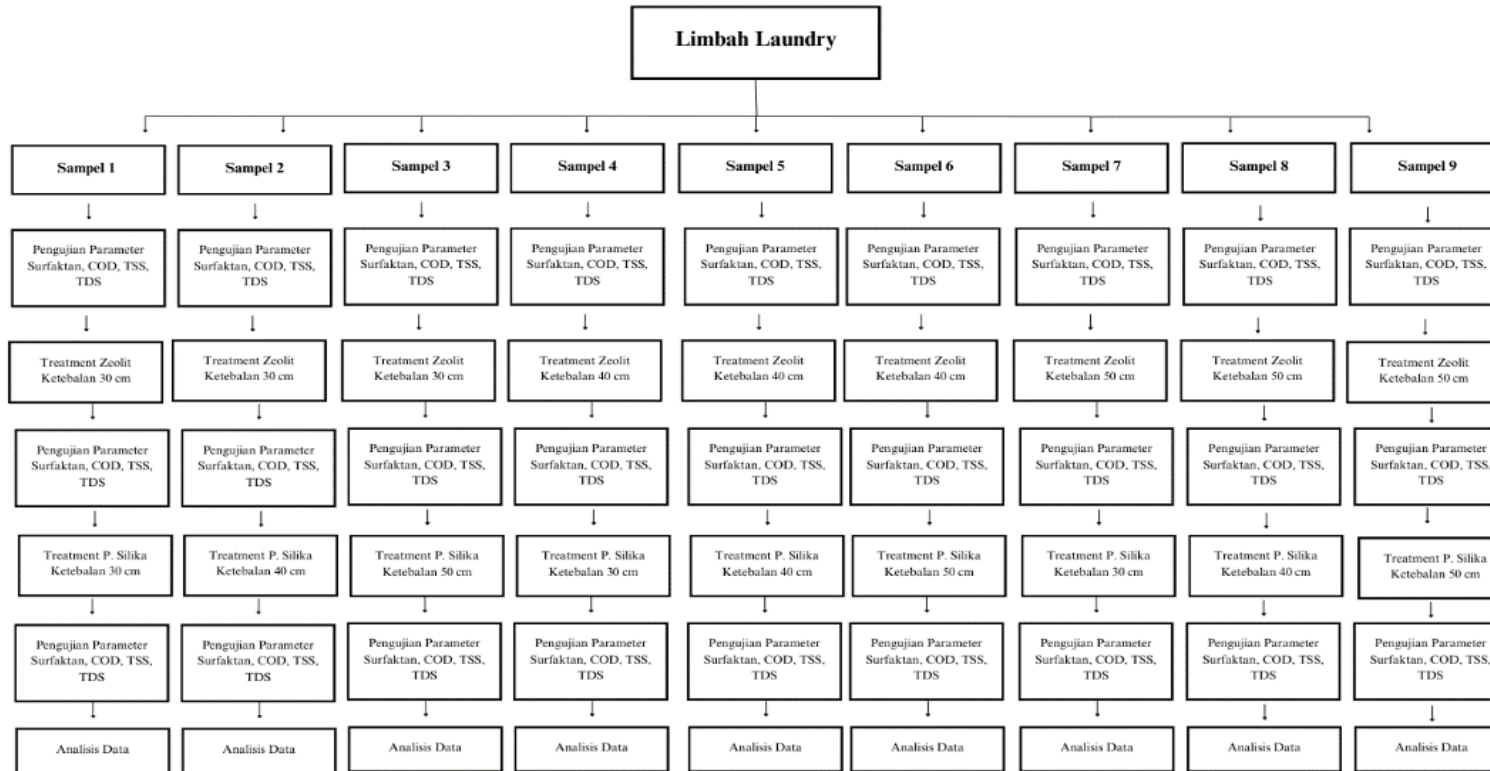 Limbah Laundry
Sampel 1
Sampel 2
Sampel 3
Sampel 4
Sampel 5
Sampel 6
Sampel 7
Sampel 8
Sampel 9
Pengujian Parameter
Surfaktan, COD, TSS,
TDS
Pengujian Parameter
Surfaktan, COD, TSS,
TDS
Pengujian Parameter
Surfaktan, COD, TSS,
TDS
Pengujian Parameter
Surfaktan, COD, TSS,
TDS
Pengujian Parameter
Surfaktan, COD, TSS,
TDS
Pengujian Parameter
Surfaktan, COD, TSS,
TDS
Pengujian Parameter
Surfaktan, COD, TSS,
TDS
Pengujian Parameter
Surfaktan, COD, TSS,
TDS
Pengujian Parameter
Surfaktan, COD, TSS,
TDS
Treatment Zeolit
Ketebalan 30 cm
Treatment Zeolit
Ketebalan 30 cm
Treatment Zeolit
Ketebalan 30 cm
Treatment Zeolit
Ketebalan 40 cm
Treatment Zeolit
Ketebalan 40 cm
Treatment Zeolit
Ketebalan 40 cm
Treatment Zeolit
Ketebalan 50 cm
Treatment Zeolit
Ketebalan 50 cm
Treatment Zeolit
Ketebalan 50 cm
Pengujian Parameter
Surfaktan, COD, TSS,
TDS
Pengujian Parameter
Surfaktan, COD, TSS,
TDS
Pengujian Parameter
Surfaktan, COD, TSS,
TDS
Pengujian Parameter
Surfaktan, COD, TSS,
TDS
Pengujian Parameter
Surfaktan, COD, TSS,
TDS
Pengujian Parameter
Surfaktan, COD, TSS,
TDS
Pengujian Parameter
Surfaktan, COD, TSS,
TDS
Pengujian Parameter
Surfaktan, COD, TSS,
TDS
Pengujian Parameter
Surfaktan, COD, TSS,
TDS
Treatment P. Silika
Ketebalan 30 cm
Treatment P. Silika
Ketebalan 40 cm
Treatment P. Silika
Ketebalan 50 cm
Treatment P. Silika
Ketebalan 30 cm
Treatment P. Silika
Ketebalan 40 cm
Treatment P. Silika
Ketebalan 50 cm
Treatment P. Silika
Ketebalan 30 cm
Treatment P. Silika
Ketebalan 40 cm
Treatment P. Silika
Ketebalan 50 cm
Pengujian Parameter
Surfaktan, COD, TSS,
TDS
Pengujian Parameter
Surfaktan, COD, TSS,
TDS
Pengujian Parameter
Surfaktan, COD, TSS,
TDS
Pengujian Parameter
Surfaktan, COD, TSS,
TDS
Pengujian Parameter
Surfaktan, COD, TSS,
TDS
Pengujian Parameter
Surfaktan, COD, TSS,
TDS
Pengujian Parameter
Surfaktan, COD, TSS,
TDS
Pengujian Parameter
Surfaktan, COD, TSS,
TDS
Pengujian Parameter
Surfaktan, COD, TSS,
TDS
Analisis Data
Analisis Data
Analisis Data
Analisis Data
Analisis Data
Analisis Data
Analisis Data
Analisis Data
Analisis Data